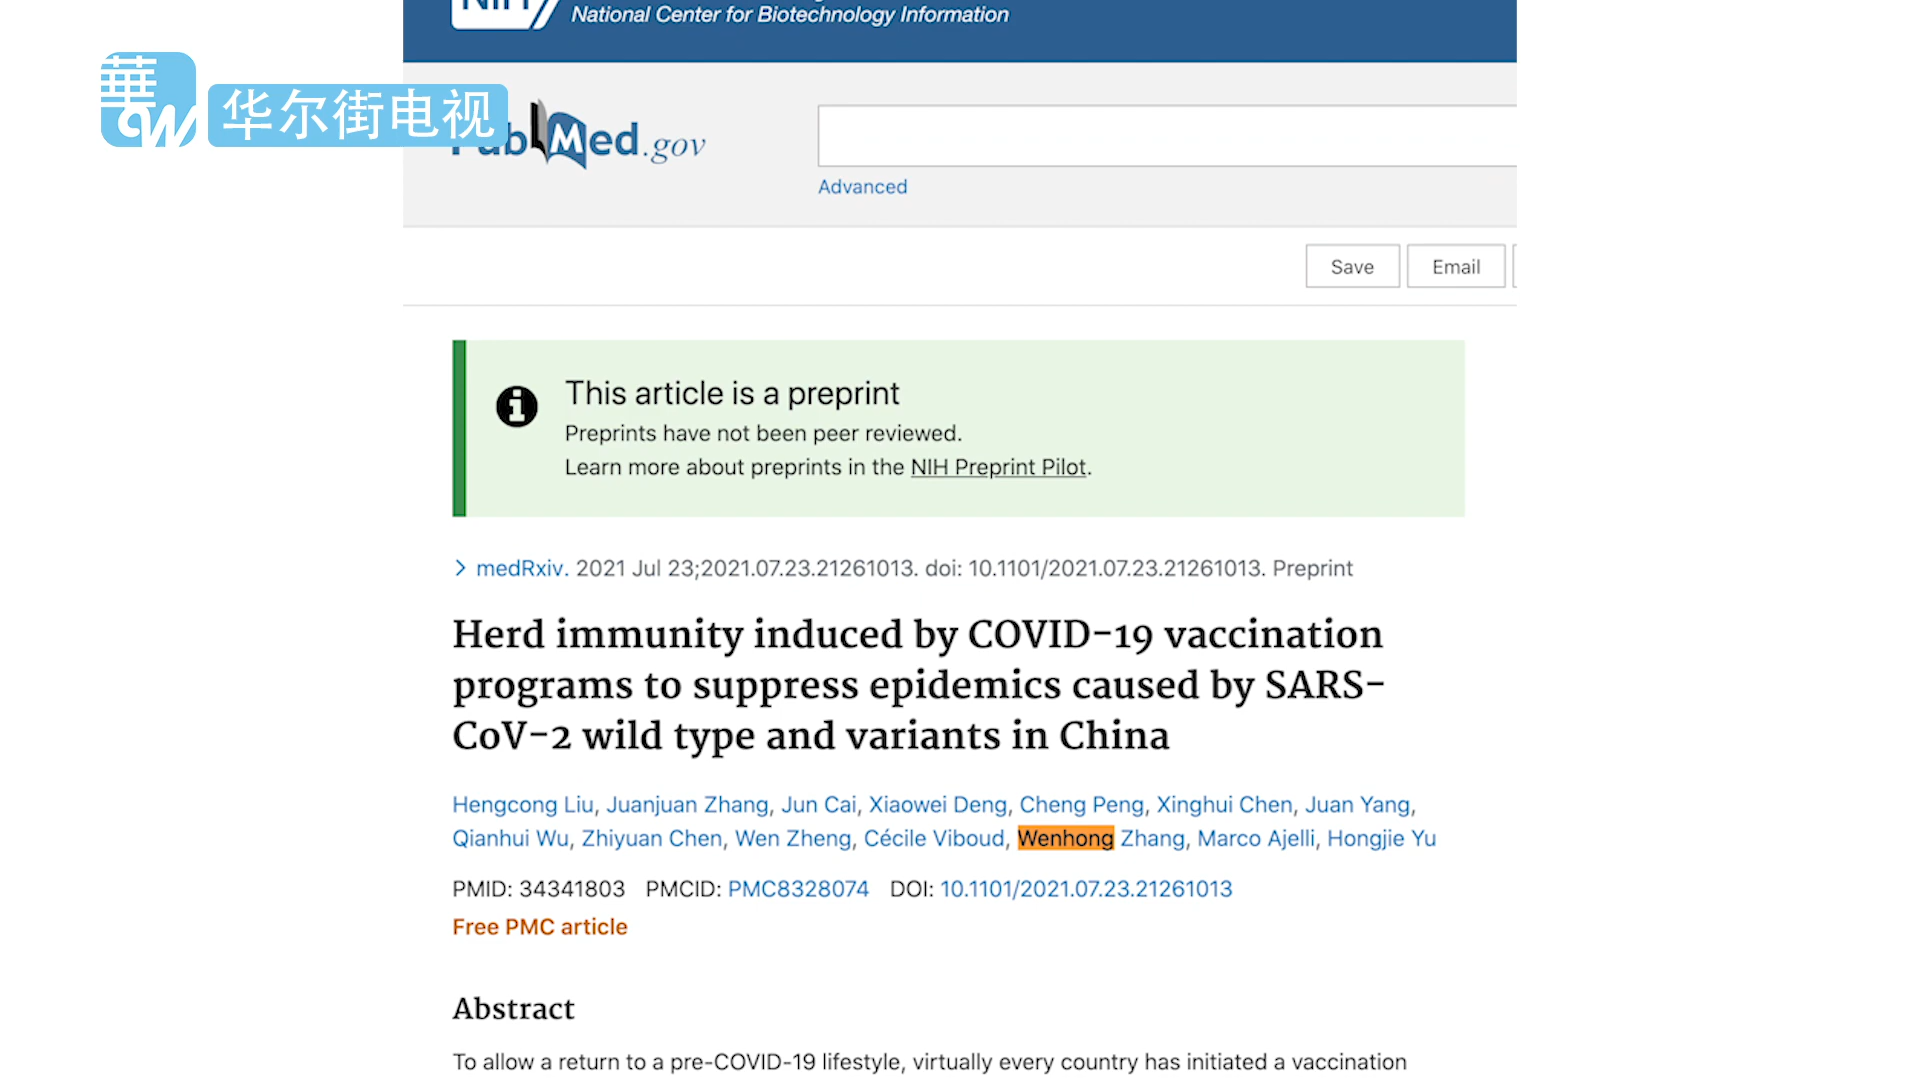 National Center for Biotechnology Information
華
W
华尔街电视
PubMed.gov
Advanced
Save
Email
This article is a preprint
Preprints have not been peer reviewed.
Learn more about preprints in the NIH Preprint Pilot.
medRxiv. 2021 Jul 23;2021.07.23.21261013. doi: 10.1101/2021.07.23.21261013. Preprint
Herd immunity induced by COVID-19 vaccination
programs to suppress epidemics caused by SARS-
CoV-2 wild type and variants in China
Hengcong Liu, Juanjuan Zhang, Jun Cai, Xiaowei Deng, Cheng Peng, Xinghui Chen, Juan Yang,
Qianhui Wu, Zhiyuan Chen, Wen Zheng, Cécile Viboud, Wenhong Zhang, Marco Ajelli, Hongjie Yu
PMID: 34341803 PMCID: PMC8328074 DOI: 10.1101/2021.07.23.21261013
Free PMC article
Abstract
To allow a return to a pre-COVID-19 lifestyle, virtually every country has initiated a vaccination